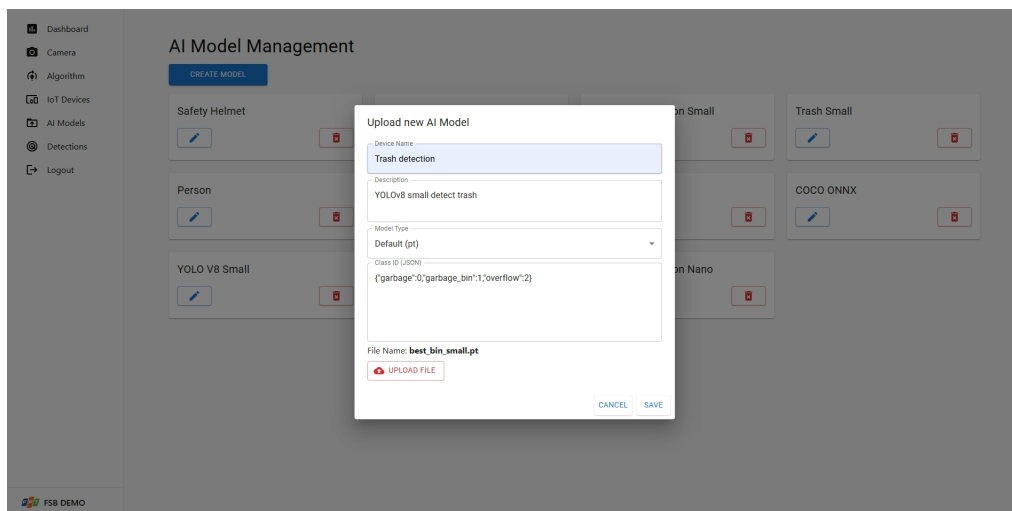 Dashboard
Camera
Algorithm
IoT Devices
AI Models
Detections
Logout
FSB DEMO
AI Model Management
CREATE MODEL
Safety Helmet
on Small
Trash Small
Person
COCO ONNX
YOLO V8 Small
on Nano
Upload new AI Model
Device Name
Trash detection
Description
YOLOv8 small detect trash
Model Type
Default (pt)
Class ID (JSON)
{"garbage":0,"garbage_bin":1,"overflow":2}
File Name: best_bin_small.pt
UPLOAD FILE
CANCEL SAVE